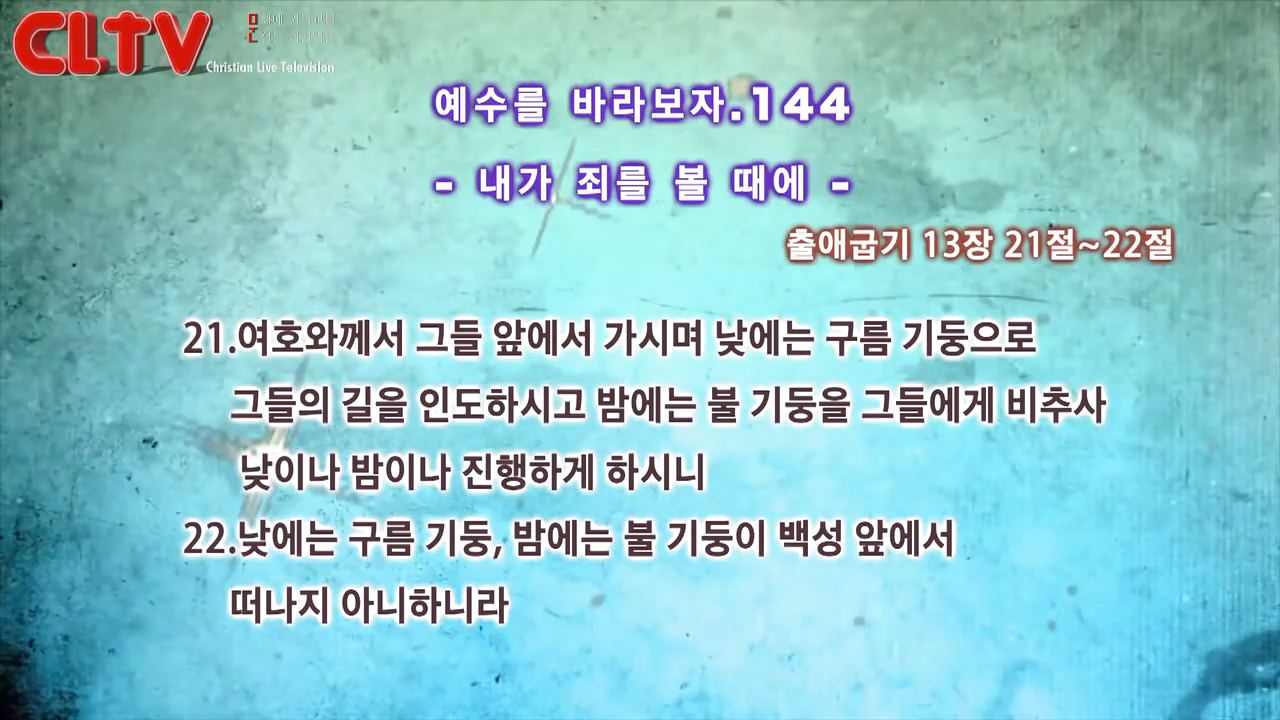 CLTV
Christian Live Television
예수를 바라보자.144
- 내가 죄를 볼 때에 -
출애굽기 13장 21절~22절
21.여호와께서 그들 앞에서 가시며 낮에는 구름 기둥으로
그들의 길을 인도하시고 밤에는 불 기둥을 그들에게 비추사
낮이나 밤이나 진행하게 하시니
22.낮에는 구름 기둥, 밤에는 불 기둥이 백성 앞에서
떠나지 아니하니라